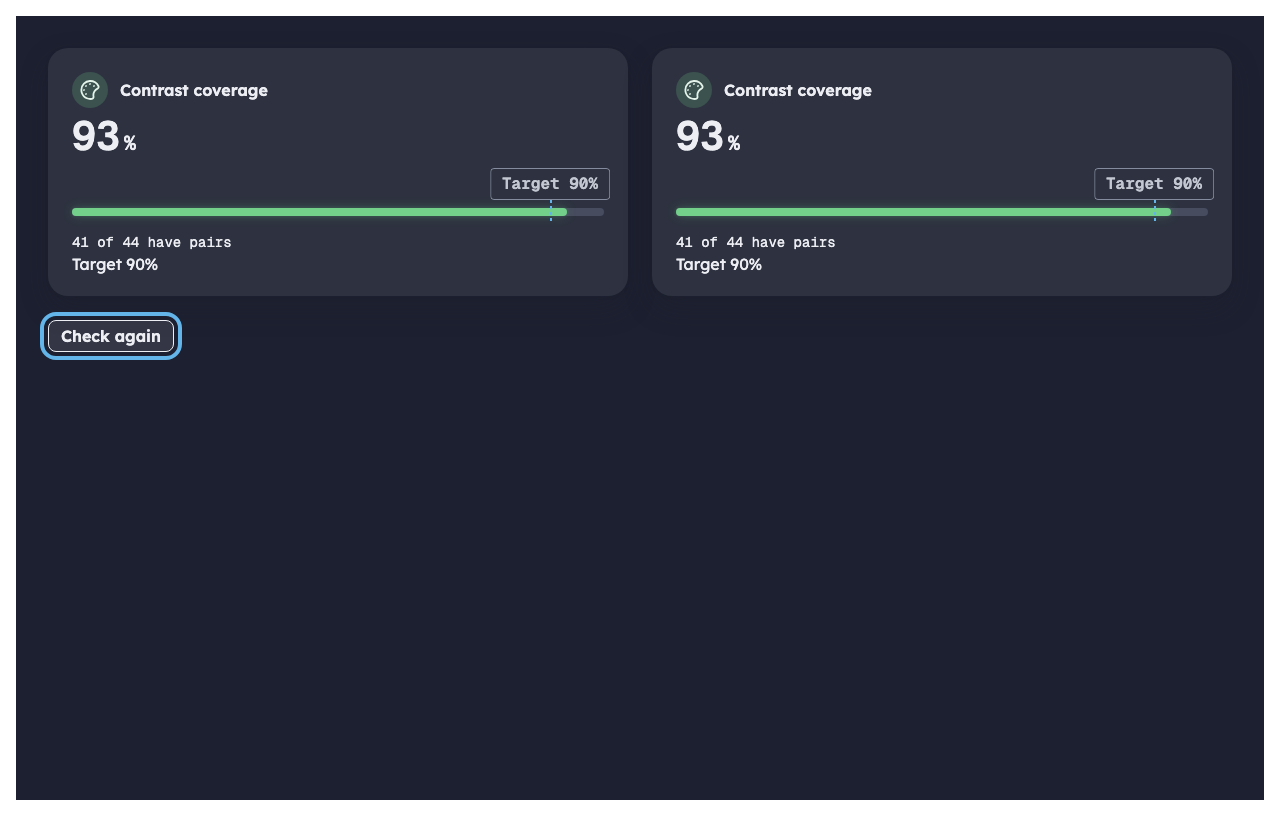 Contrast coverage
93%
Target 90%
41 of 44 have pairs
Target 90%
Contrast coverage
93%
Target 90%
41 of 44 have pairs
Target 90%
Check again